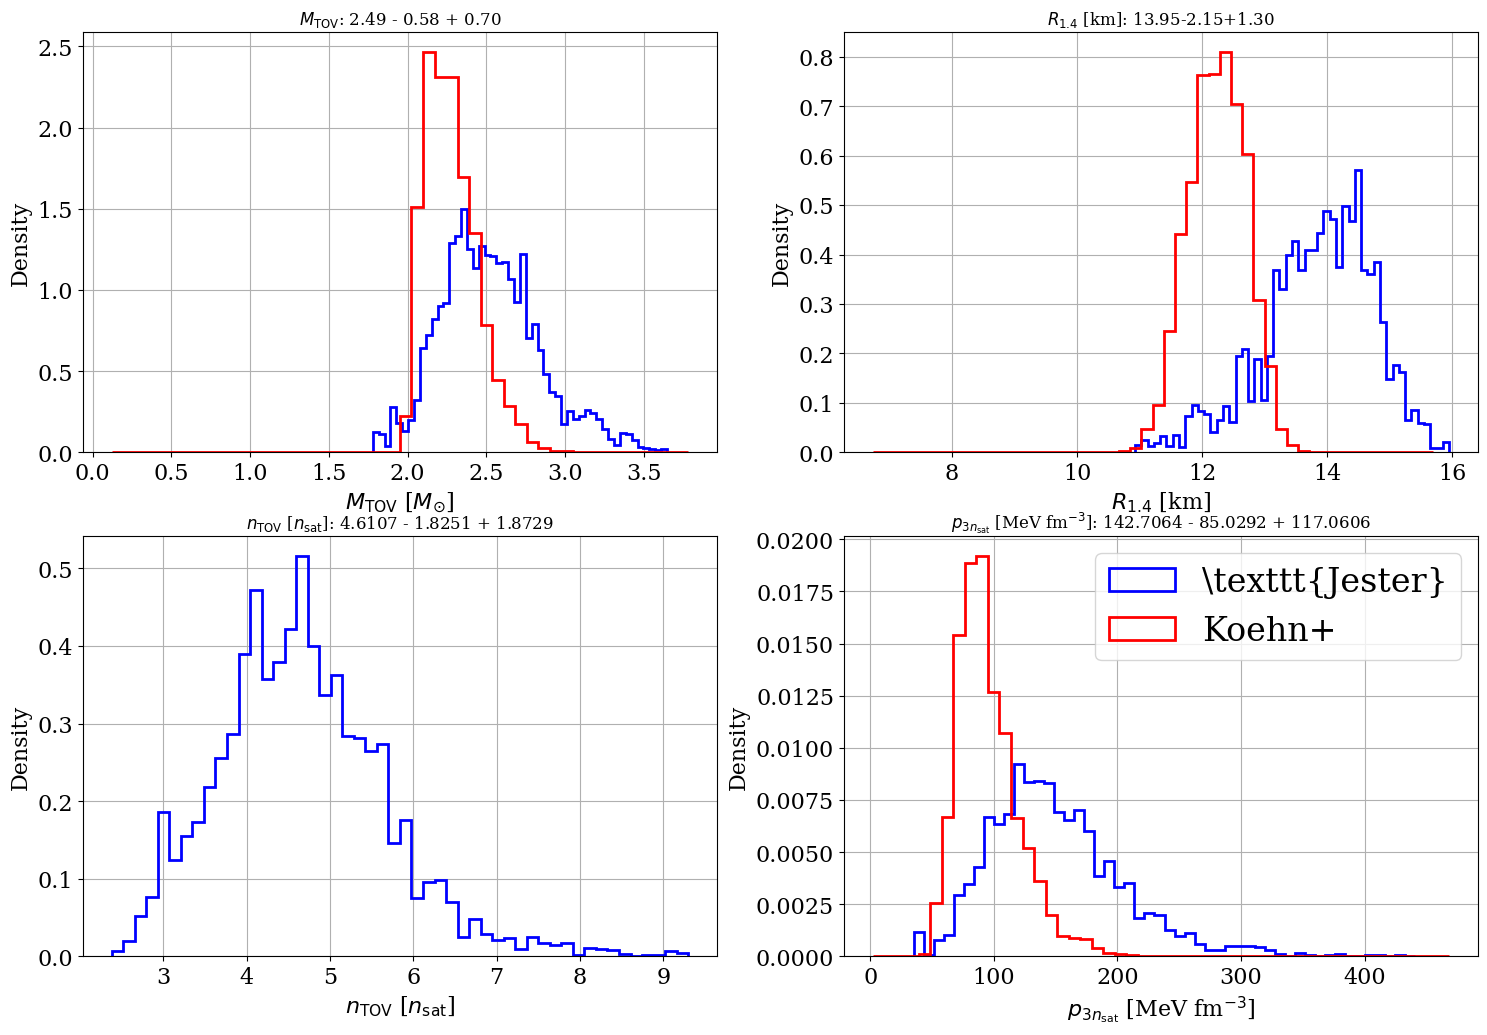 M_TOV: 2.49 - 0.58 + 0.70
2.5
2.0
1.5
1.0
0.5
0.0
Density
0.0 0.5 1.0 1.5 2.0 2.5 3.0 3.5
M_TOV [M_⊙]
R_1.4 [km]: 13.95-2.15+1.30
0.8
0.7
0.6
0.5
0.4
0.3
0.2
0.1
0.0
Density
8 10 12 14 16
R_1.4 [km]
n_TOV [n_sat]: 4.6107 - 1.8251 + 1.8729
0.5
0.4
0.3
0.2
0.1
0.0
Density
3 4 5 6 7 8 9
n_TOV [n_sat]
p_3n_sat [MeV fm⁻³]: 142.7064 - 85.0292 + 117.0606
0.0200
0.0175
0.0150
0.0125
0.0100
0.0075
0.0050
0.0025
0.0000
Density
\texttt{Jester}
Koehn+
0 100 200 300 400
p_3n_sat [MeV fm⁻³]